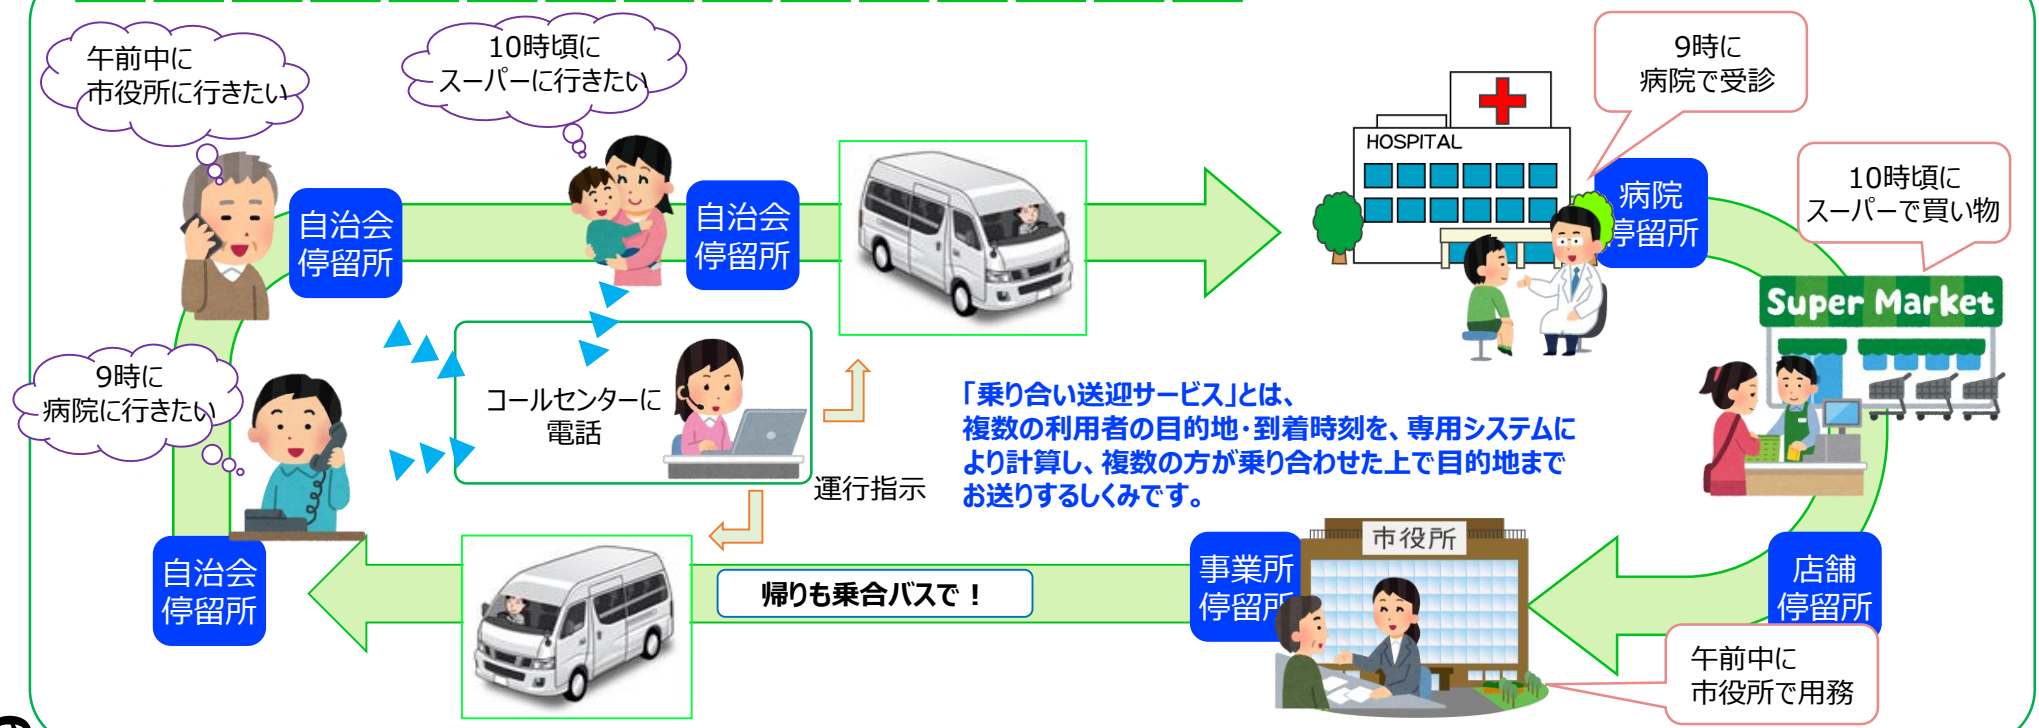 午前中に
市役所に行きたい
10時頃に
スーパーに行きたい
9時に
病院で受診
HOSPITAL
10時頃に
スーパーで買い物
自治会
停留所
自治会
停留所
病院
停留所
Super Market
9時に
病院に行きたい
コールセンターに
電話
運行指示
「乗り合い送迎サービス」とは、
複数の利用者の目的地・到着時刻を、専用システムに
より計算し、複数の方が乗り合わせた上で目的地まで
お送りするしくみです。
自治会
停留所
帰りも乗合バスで！
事業所
停留所
市役所
店舗
停留所
午前中に
市役所で用務